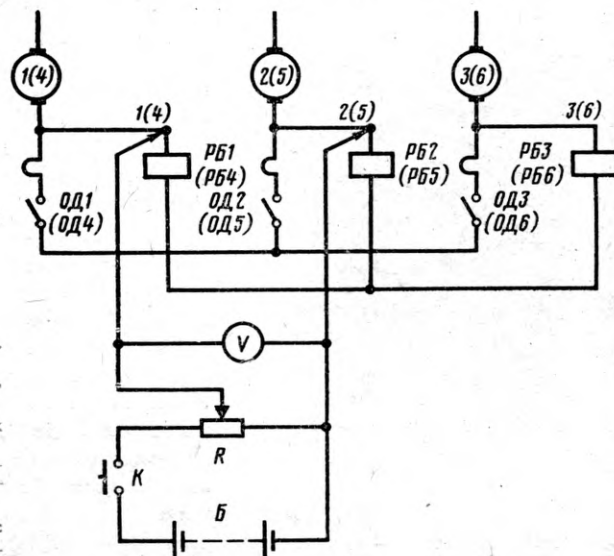 1(4)
2(5)
3(6)
1(4)
2(5)
3(6)
РБ1
(РБ4)
РБ2
(РБ5)
РБ3
(РБ6)
ОД1
(ОД4)
ОД2
(ОД5)
ОД3
(ОД6)
V
R
К
Б